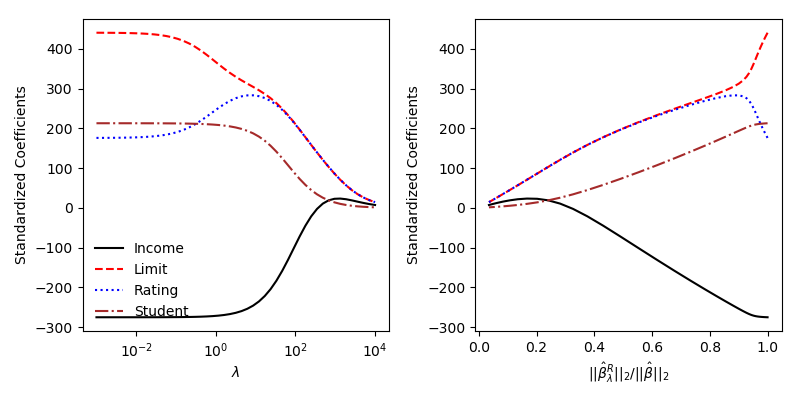 Standardized Coefficients
400
300
200
100
0
−100
−200
−300
Income
Limit
Rating
Student
10⁻² 10⁰ 10² 10⁴
λ
Standardized Coefficients
400
300
200
100
0
−100
−200
−300
0.0 0.2 0.4 0.6 0.8 1.0
||β̂ᴿ_λ||₂/||β̂||₂